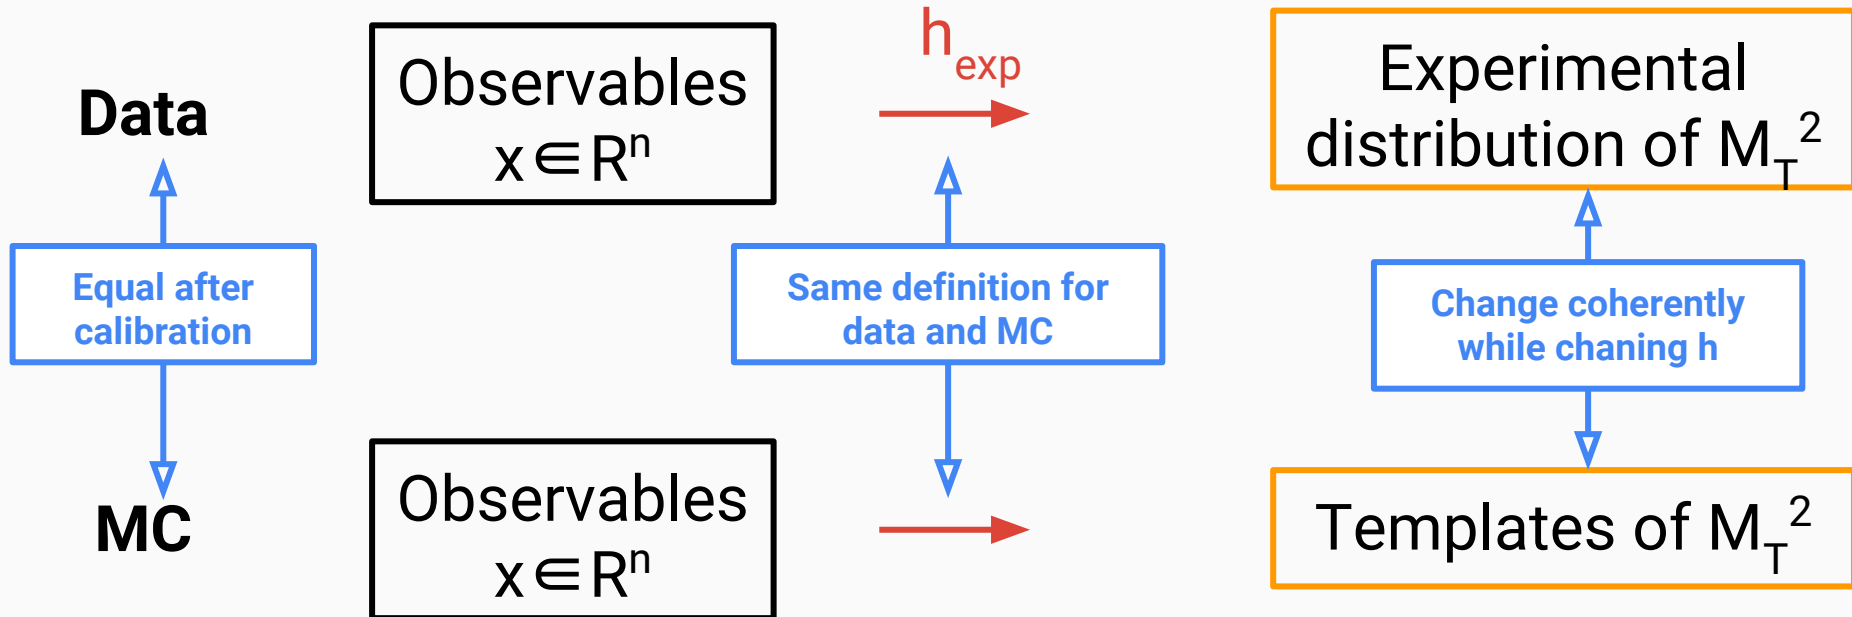 Data
Observables
x∈Rⁿ
h_exp
Experimental
distribution of M_T²
Equal after
calibration
Same definition for
data and MC
Change coherently
while chaning h
MC
Observables
x∈Rⁿ
Templates of M_T²